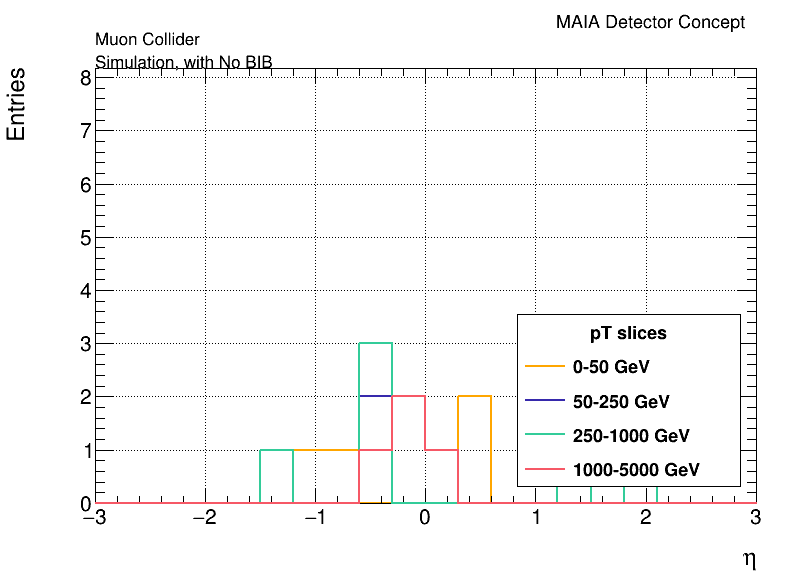 MAIA Detector Concept
Muon Collider
Simulation, with No BIB
Entries
8
7
6
5
4
3
2
1
0
pT slices
0-50 GeV
50-250 GeV
250-1000 GeV
1000-5000 GeV
−3 −2 −1 0 1 2 3
η